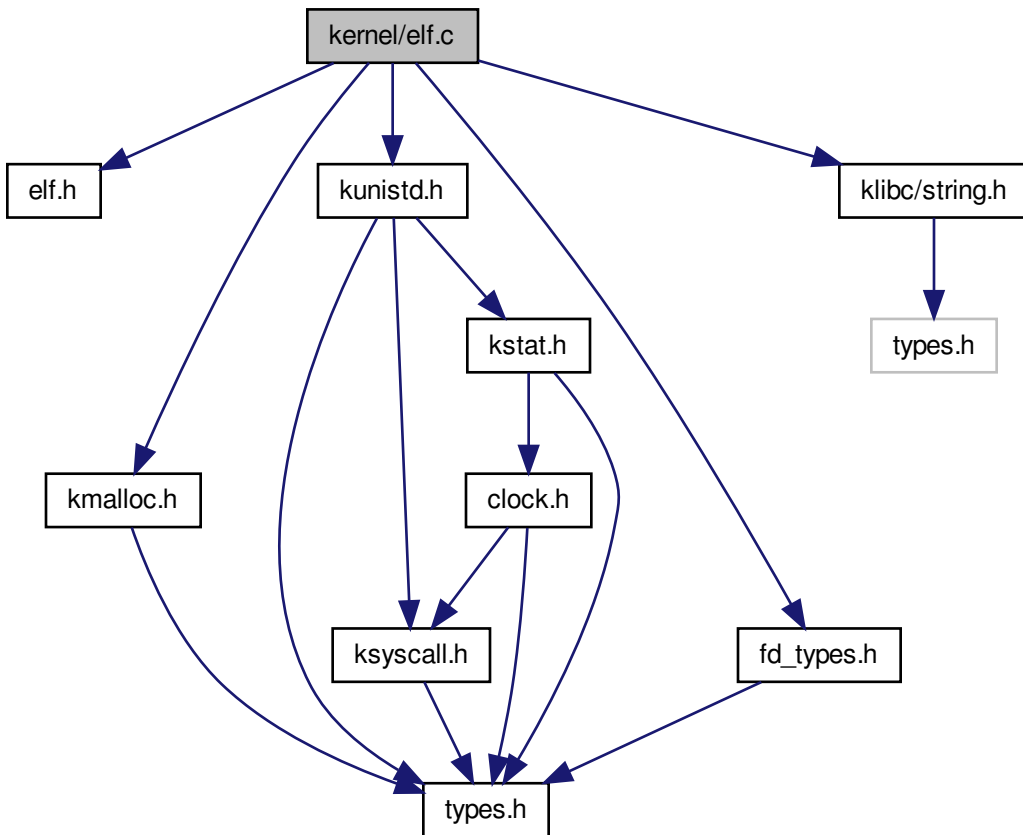 kernel/elf.c
elf.h
kunistd.h
klibc/string.h
kstat.h
types.h
kmalloc.h
clock.h
ksyscall.h
fd_types.h
types.h